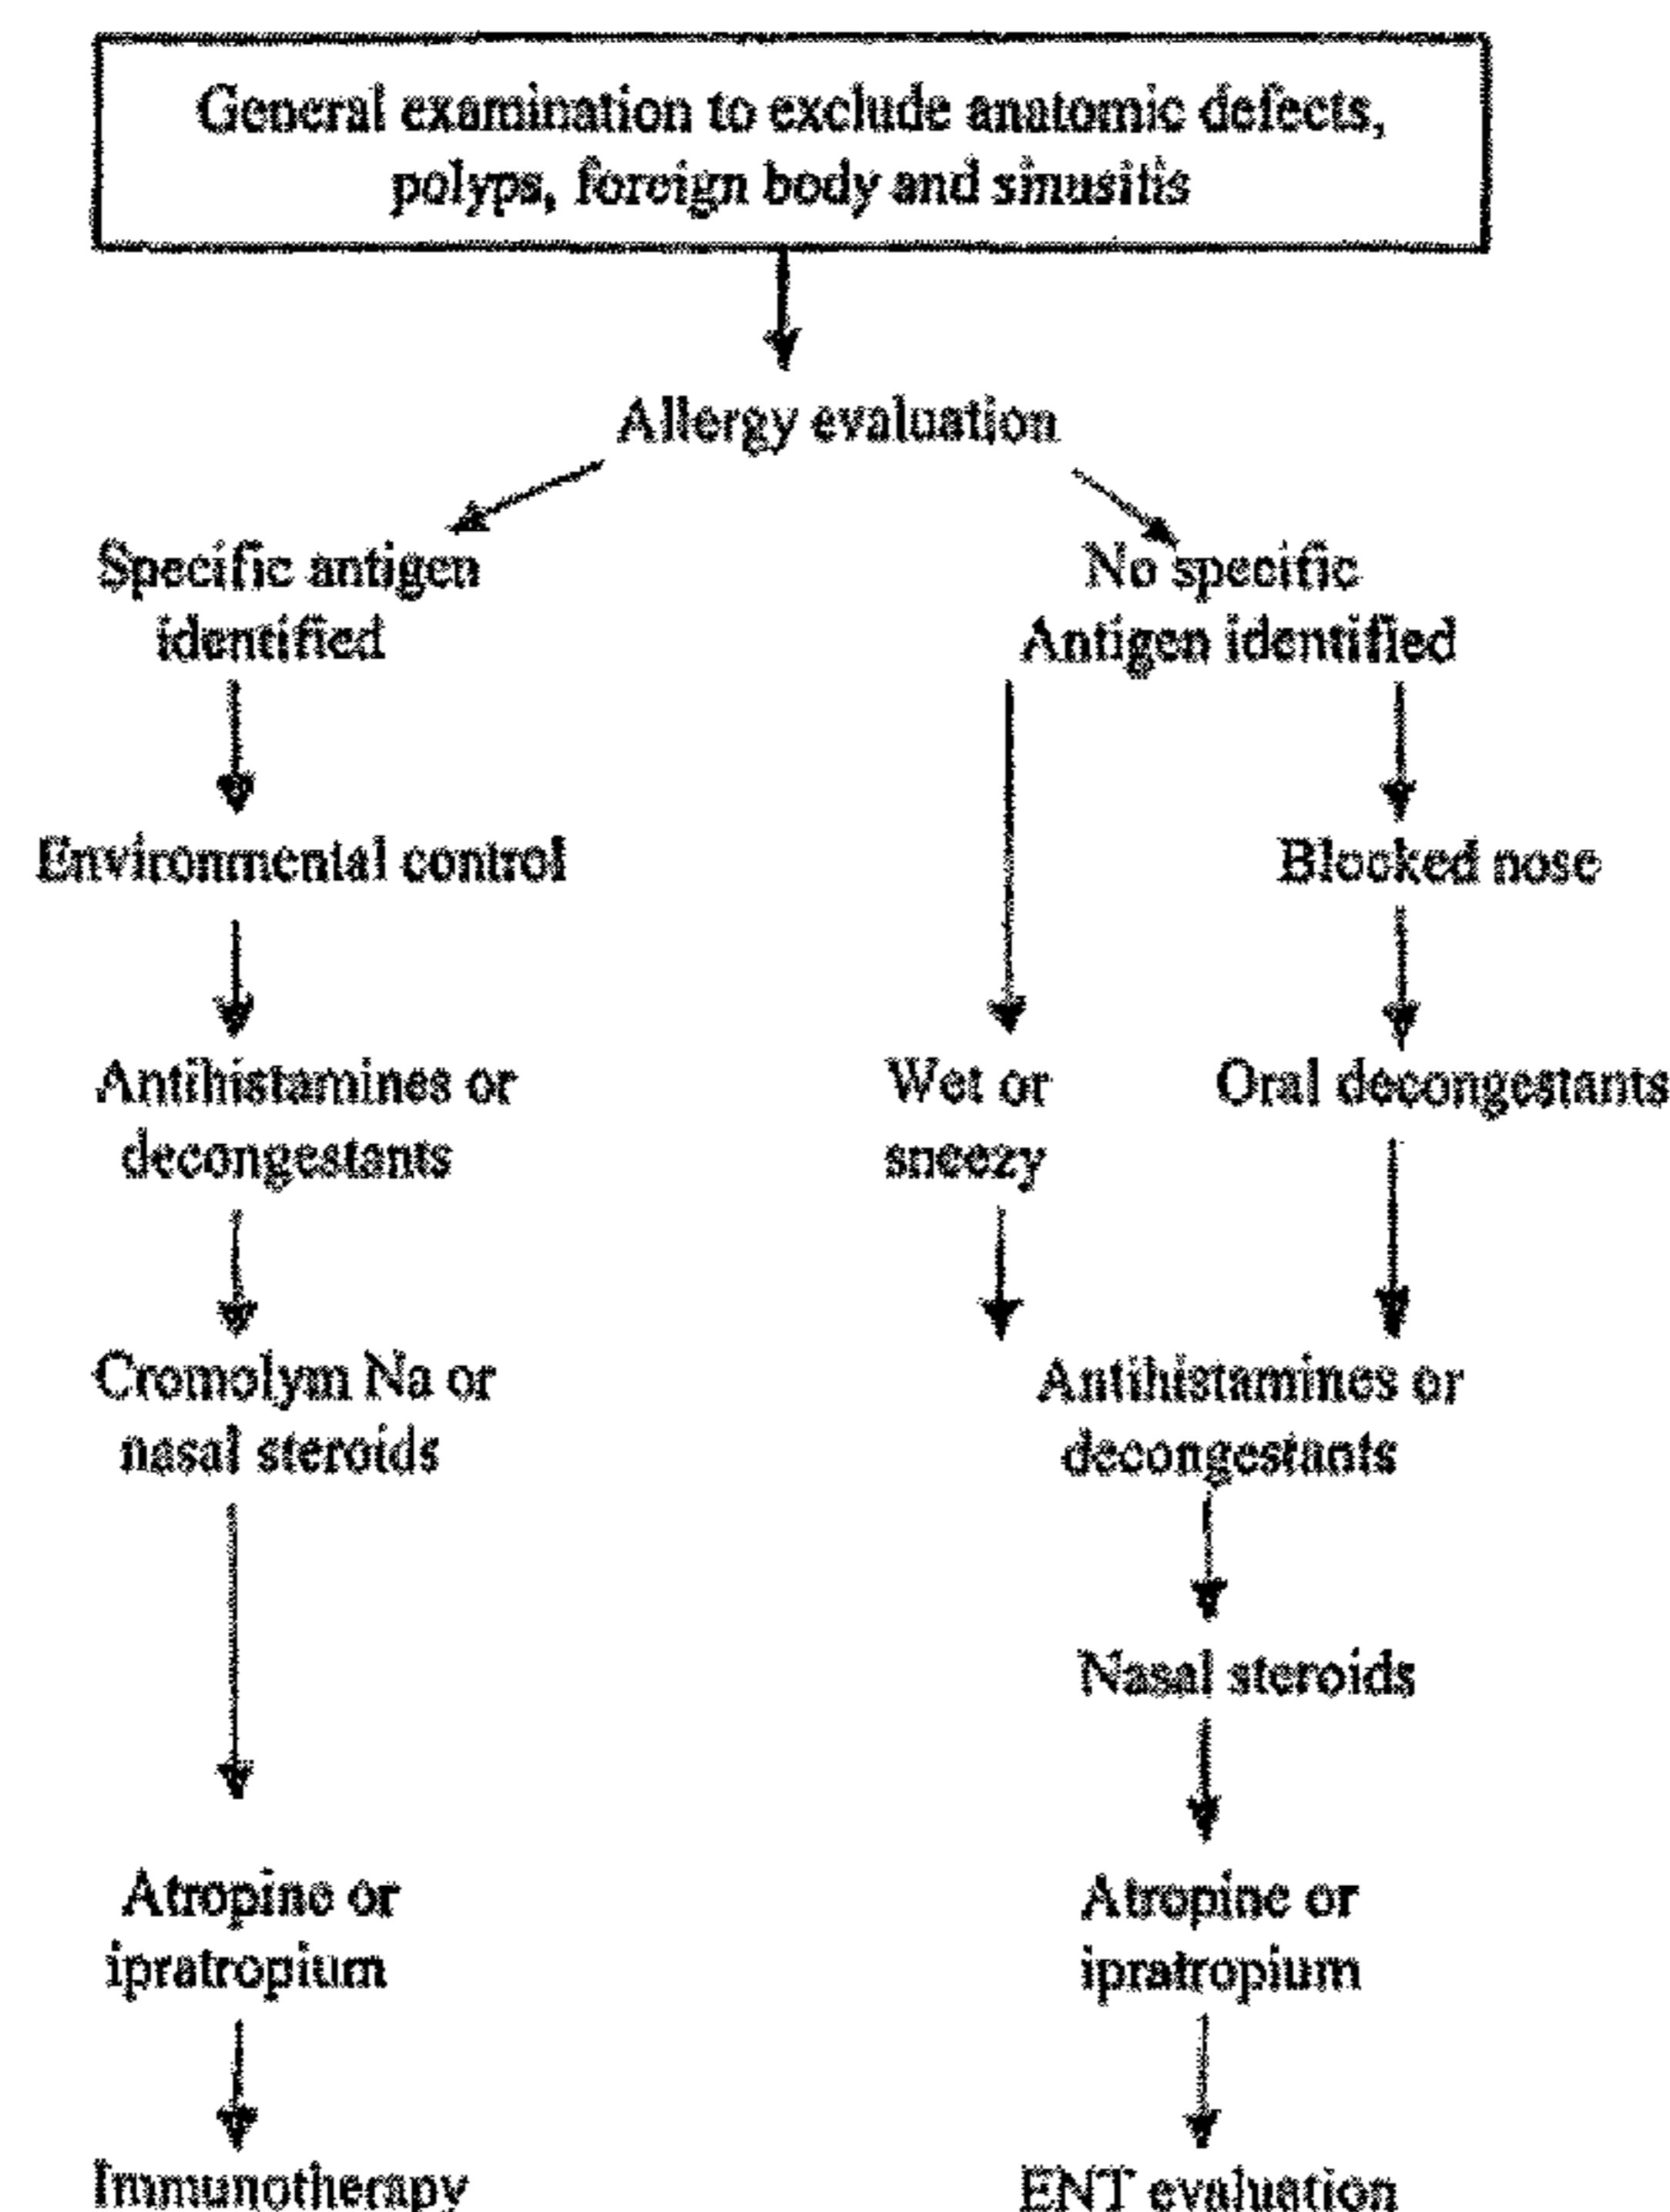 General examination to exclude anatomic defects,
polyps, foreign body and sinusitis
Allergy evaluation
Specific antigen
identified
No specific
Antigen identified
Environmental control
Blocked nose
Antihistamines or
decongestants
Wet or
sneezy
Oral decongestants
Cromolym Na or
nasal steroids
Antihistamines or
decongestants
Nasal steroids
Atropine or
ipratropium
Atropine or
ipratropium
Immunotherapy
ENT evaluation